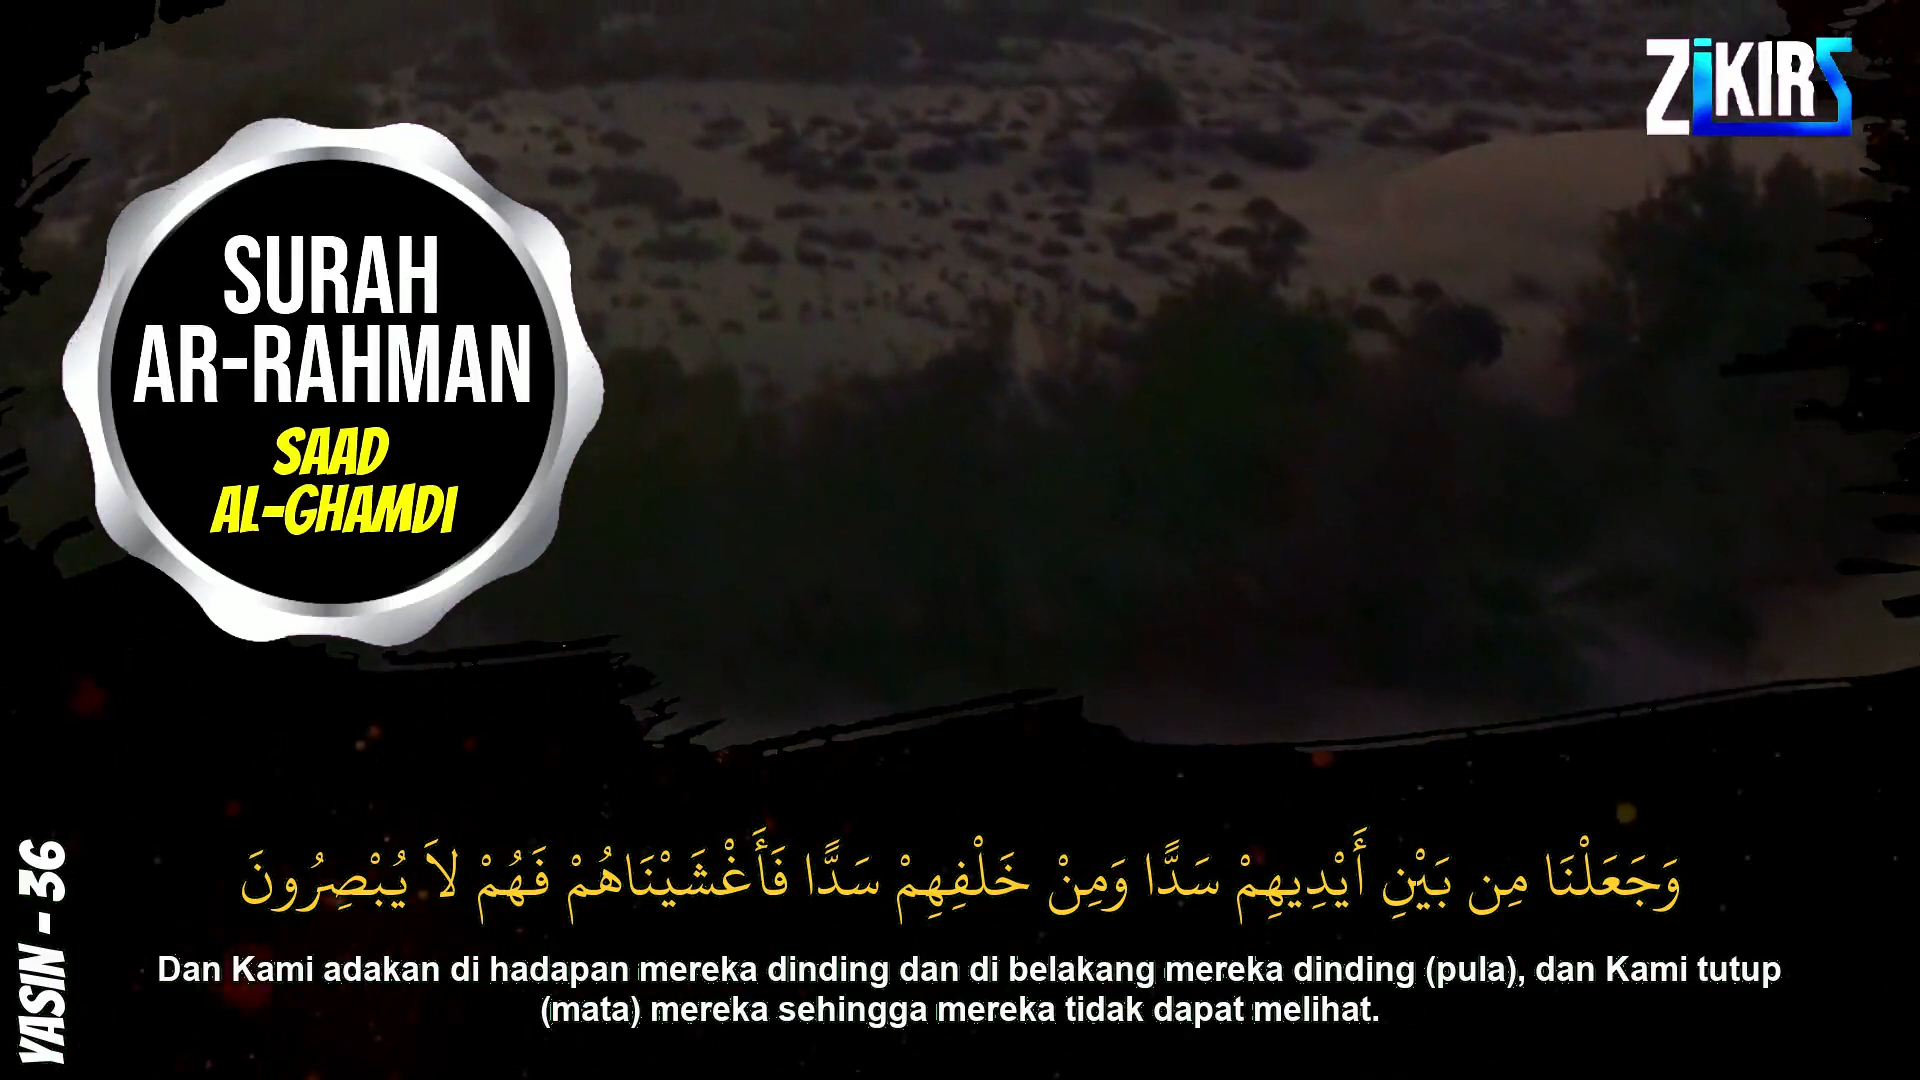 ZiKIRS
SURAH
AR-RAHMAN
SAAD
AL-GHAMDI
وَجَعَلْنَا مِن بَيْنِ أَيْدِيهِمْ سَدًّا وَمِنْ خَلْفِهِمْ سَدًّا فَأَغْشَيْنَاهُمْ فَهُمْ لاَ يُبْصِرُونَ
Dan Kami adakan di hadapan mereka dinding dan di belakang mereka dinding (pula), dan Kami tutup
(mata) mereka sehingga mereka tidak dapat melihat.
YASIN - 36